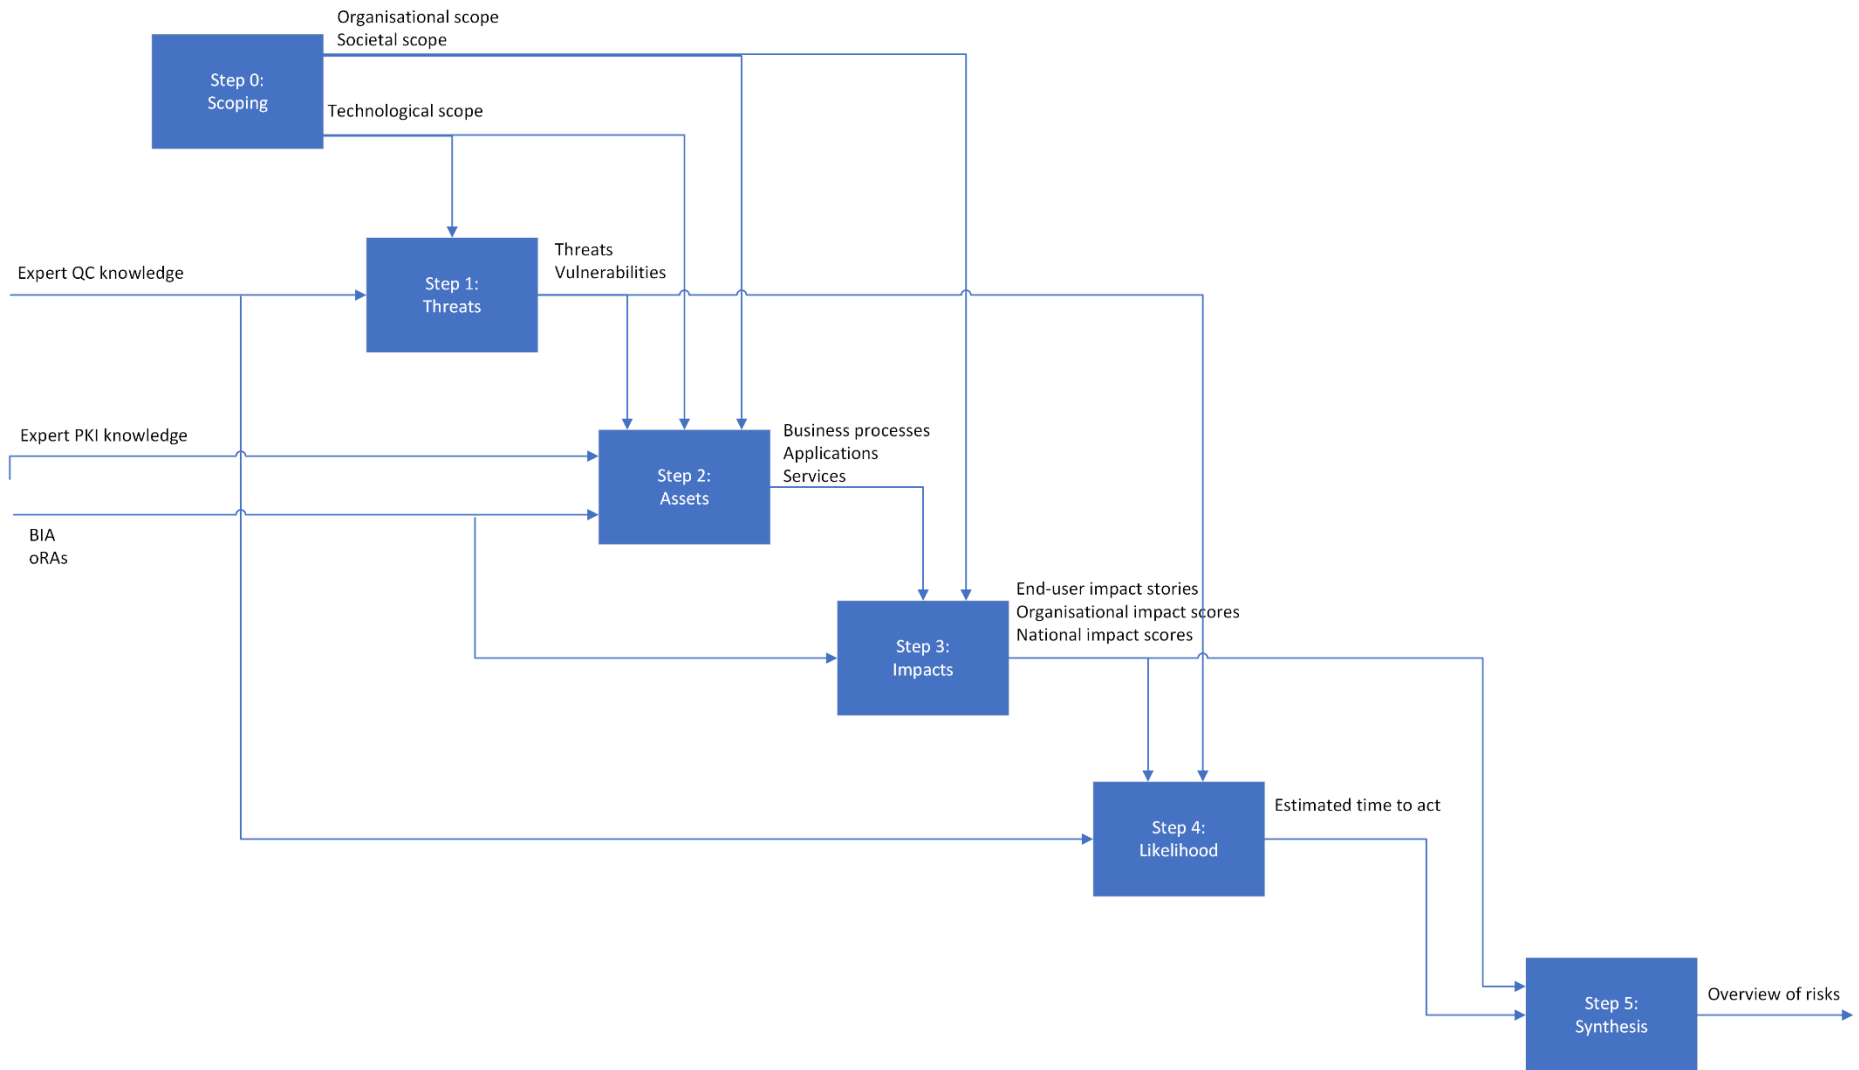 Organisational scope
Societal scope
Step 0:
Scoping
Technological scope
Threats
Vulnerabilities
Expert QC knowledge
Step 1:
Threats
Expert PKI knowledge
Business processes
Applications
Services
Step 2:
Assets
BIA
oRAs
End-user impact stories
Organisational impact scores
National impact scores
Step 3:
Impacts
Estimated time to act
Step 4:
Likelihood
Overview of risks
Step 5:
Synthesis